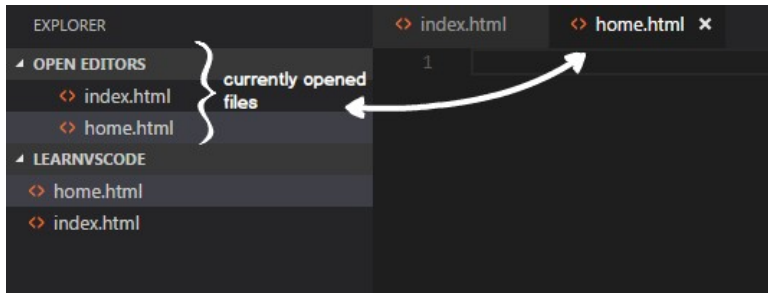 EXPLORER
OPEN EDITORS
index.html
home.html
currently opened
files
LEARNVSCODE
home.html
index.html
index.html
home.html
1